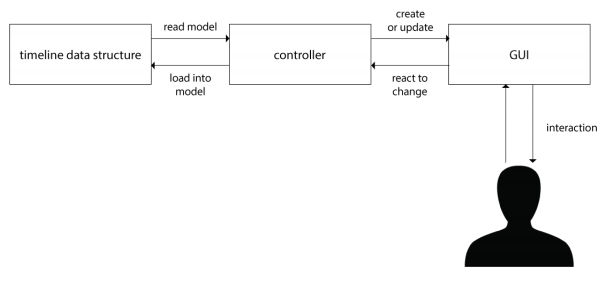 read model
create
or update
timeline data structure
controller
GUI
load into
model
react to
change
interaction